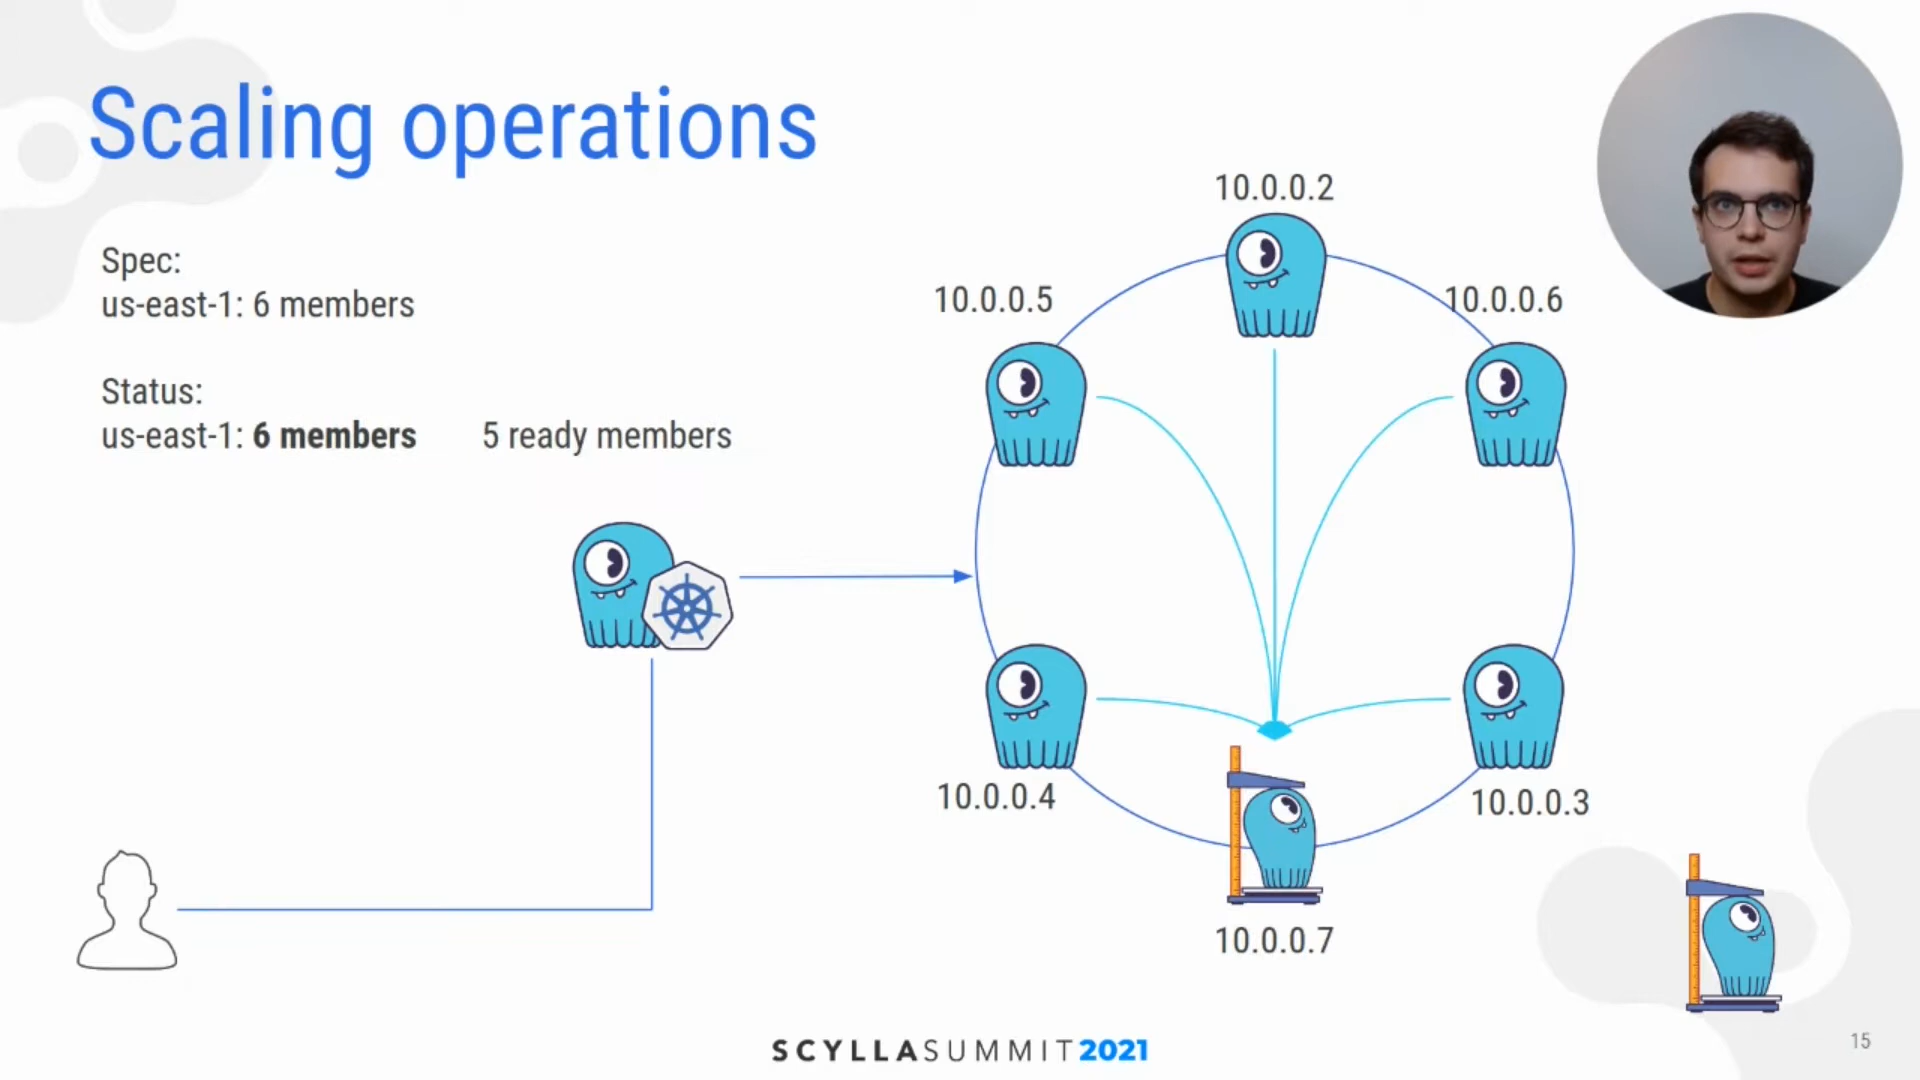 Scaling operations
Spec:
us-east-1: 6 members
Status:
us-east-1: 6 members 5 ready members
10.0.0.2
10.0.0.5
10.0.0.6
10.0.0.4
10.0.0.3
10.0.0.7
SCYLLASUMMIT2021
15